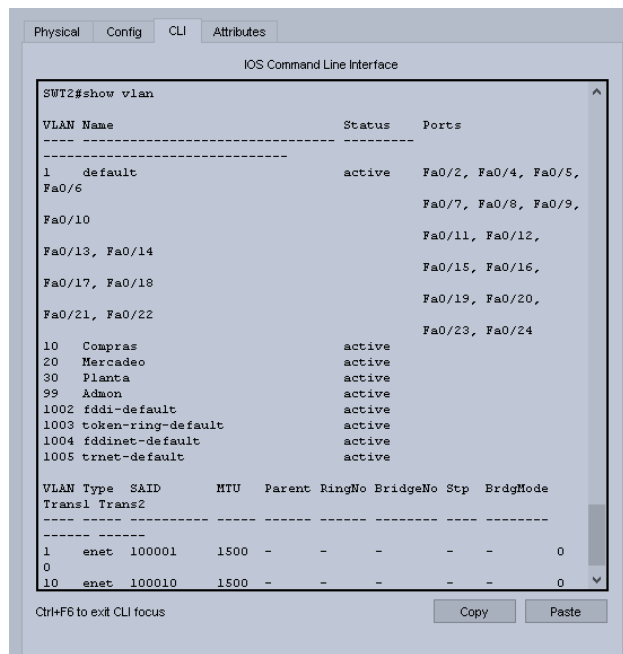 Physical Config CLI Attributes
IOS Command Line Interface
SWT2#show vlan
VLAN Name Status Ports
---- -------------------------------- ---------
-------------------------------
1 default active Fa0/2, Fa0/4, Fa0/5,
Fa0/6
Fa0/7, Fa0/8, Fa0/9,
Fa0/10
Fa0/11, Fa0/12,
Fa0/13, Fa0/14
Fa0/15, Fa0/16,
Fa0/17, Fa0/18
Fa0/19, Fa0/20,
Fa0/21, Fa0/22
Fa0/23, Fa0/24
10 Compras active
20 Mercadeo active
30 Planta active
99 Admon active
1002 fddi-default active
1003 token-ring-default active
1004 fddinet-default active
1005 trnet-default active
VLAN Type SAID MTU Parent RingNo BridgeNo Stp BrdgMode
Trans1 Trans2
---- ----- ---------- ----- ------ ------ -------- ---- --------
------ ------
1 enet 100001 1500 - - - - - 0
0
10 enet 100010 1500 - - - - - 0
Ctrl+F6 to exit CLI focus
Copy Paste